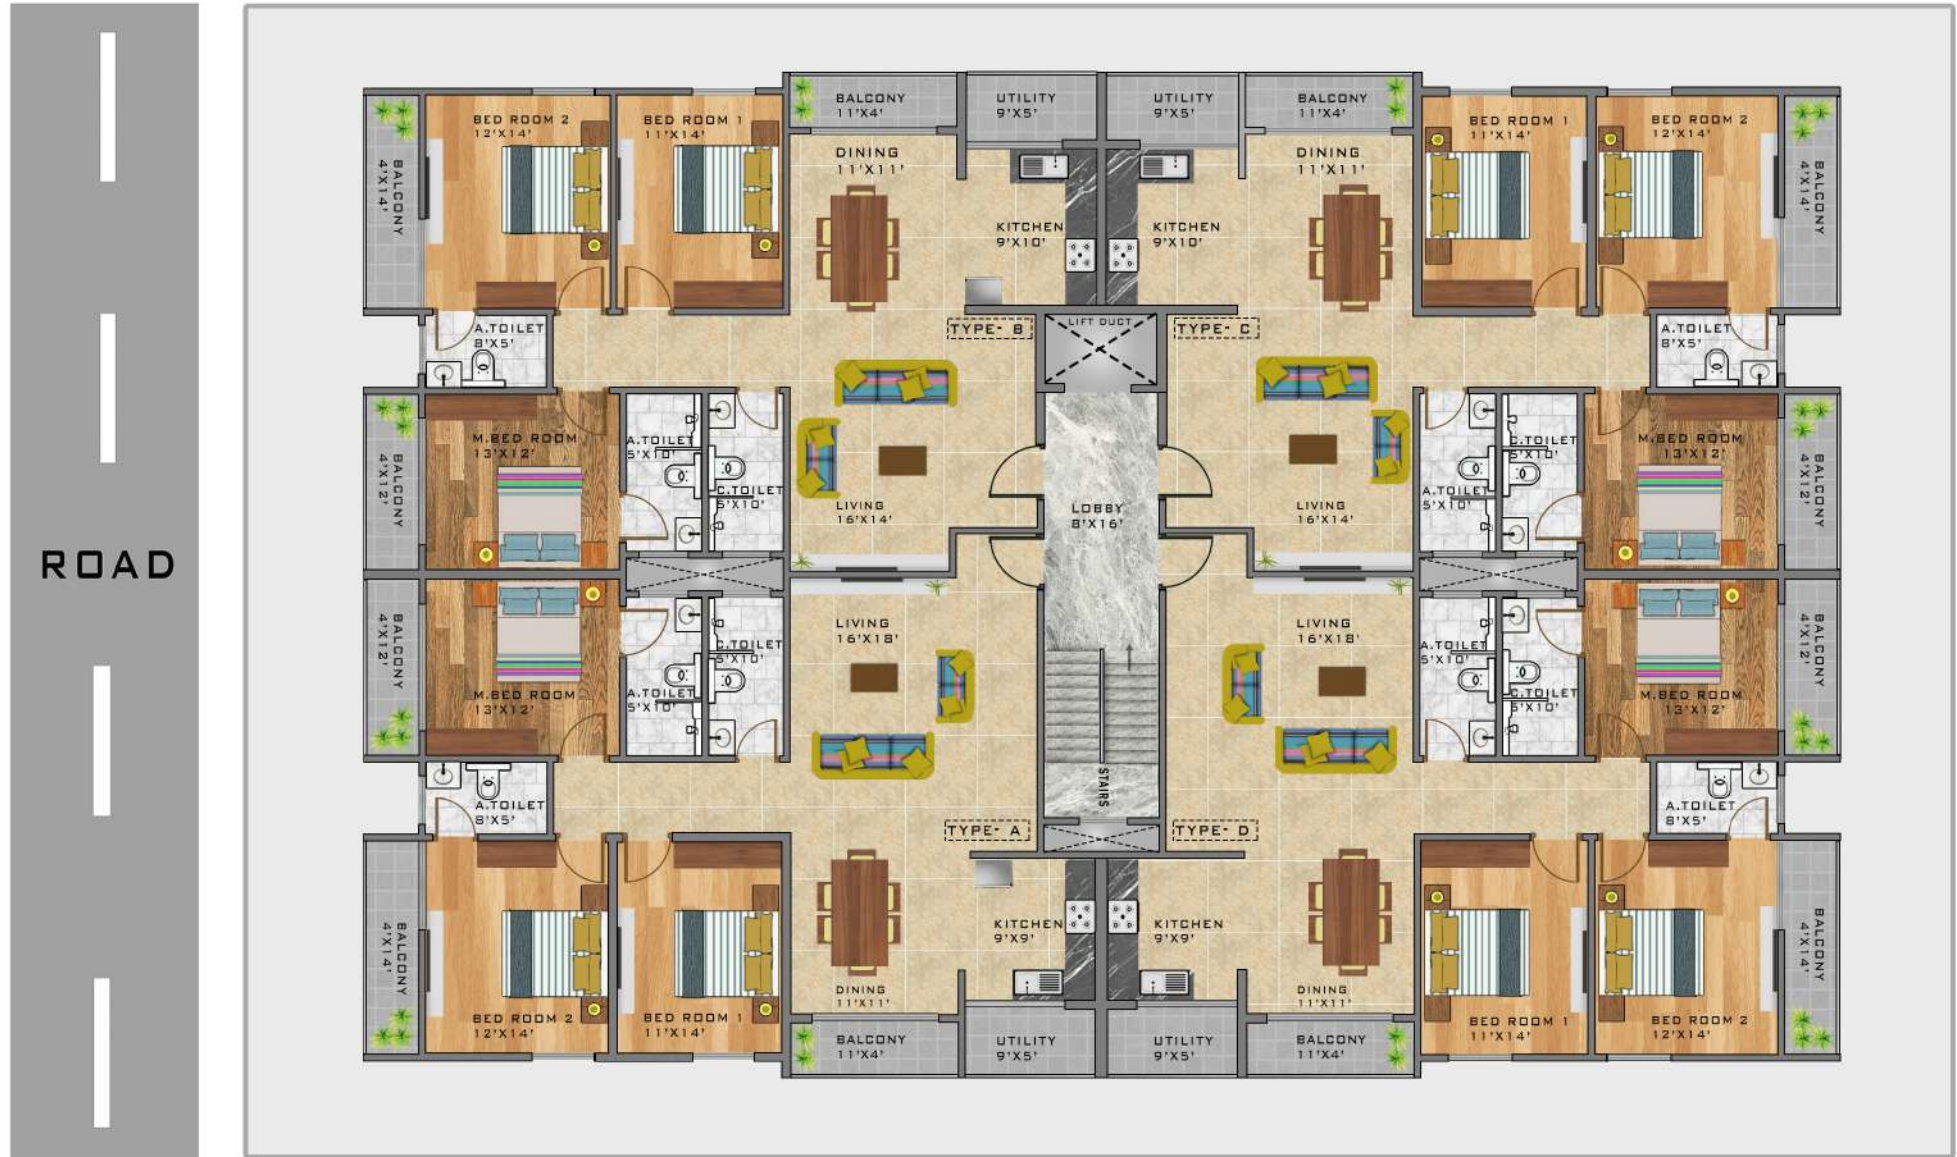 ROAD
BED ROOM 2
12'X14'
BED ROOM 1
11'X14'
BALCONY
11'X4'
UTILITY
9'X5'
UTILITY
9'X5'
BALCONY
11'X4'
BED ROOM 1
11'X14'
BED ROOM 2
12'X14'
BALCONY
4'X14'
DINING
11'X11'
KITCHEN
9'X10'
KITCHEN
9'X10'
DINING
11'X11'
BALCONY
4'X14'
A.TOILET
8'X5'
TYPE- B
LIFT DUCT
TYPE- C
A.TOILET
8'X5'
BALCONY
4'X12'
M.BED ROOM
13'X12'
A.TOILET
5'X10'
C.TOILET
5'X10'
LIVING
16'X14'
LOBBY
8'X16'
LIVING
16'X14'
A.TOILET
5'X10'
C.TOILET
5'X10'
M.BED ROOM
13'X12'
BALCONY
4'X12'
BALCONY
4'X12'
M.BED ROOM
13'X12'
A.TOILET
5'X10'
C.TOILET
5'X10'
LIVING
16'X18'
LIVING
16'X18'
A.TOILET
5'X10'
C.TOILET
5'X10'
M.BED ROOM
13'X12'
BALCONY
4'X12'
STAIRS
A.TOILET
8'X5'
TYPE- A
TYPE- D
A.TOILET
8'X5'
BALCONY
4'X14'
KITCHEN
9'X9'
KITCHEN
9'X9'
BALCONY
4'X14'
DINING
11'X11'
DINING
11'X11'
BED ROOM 2
12'X14'
BED ROOM 1
11'X14'
BALCONY
11'X4'
UTILITY
9'X5'
UTILITY
9'X5'
BALCONY
11'X4'
BED ROOM 1
11'X14'
BED ROOM 2
12'X14'